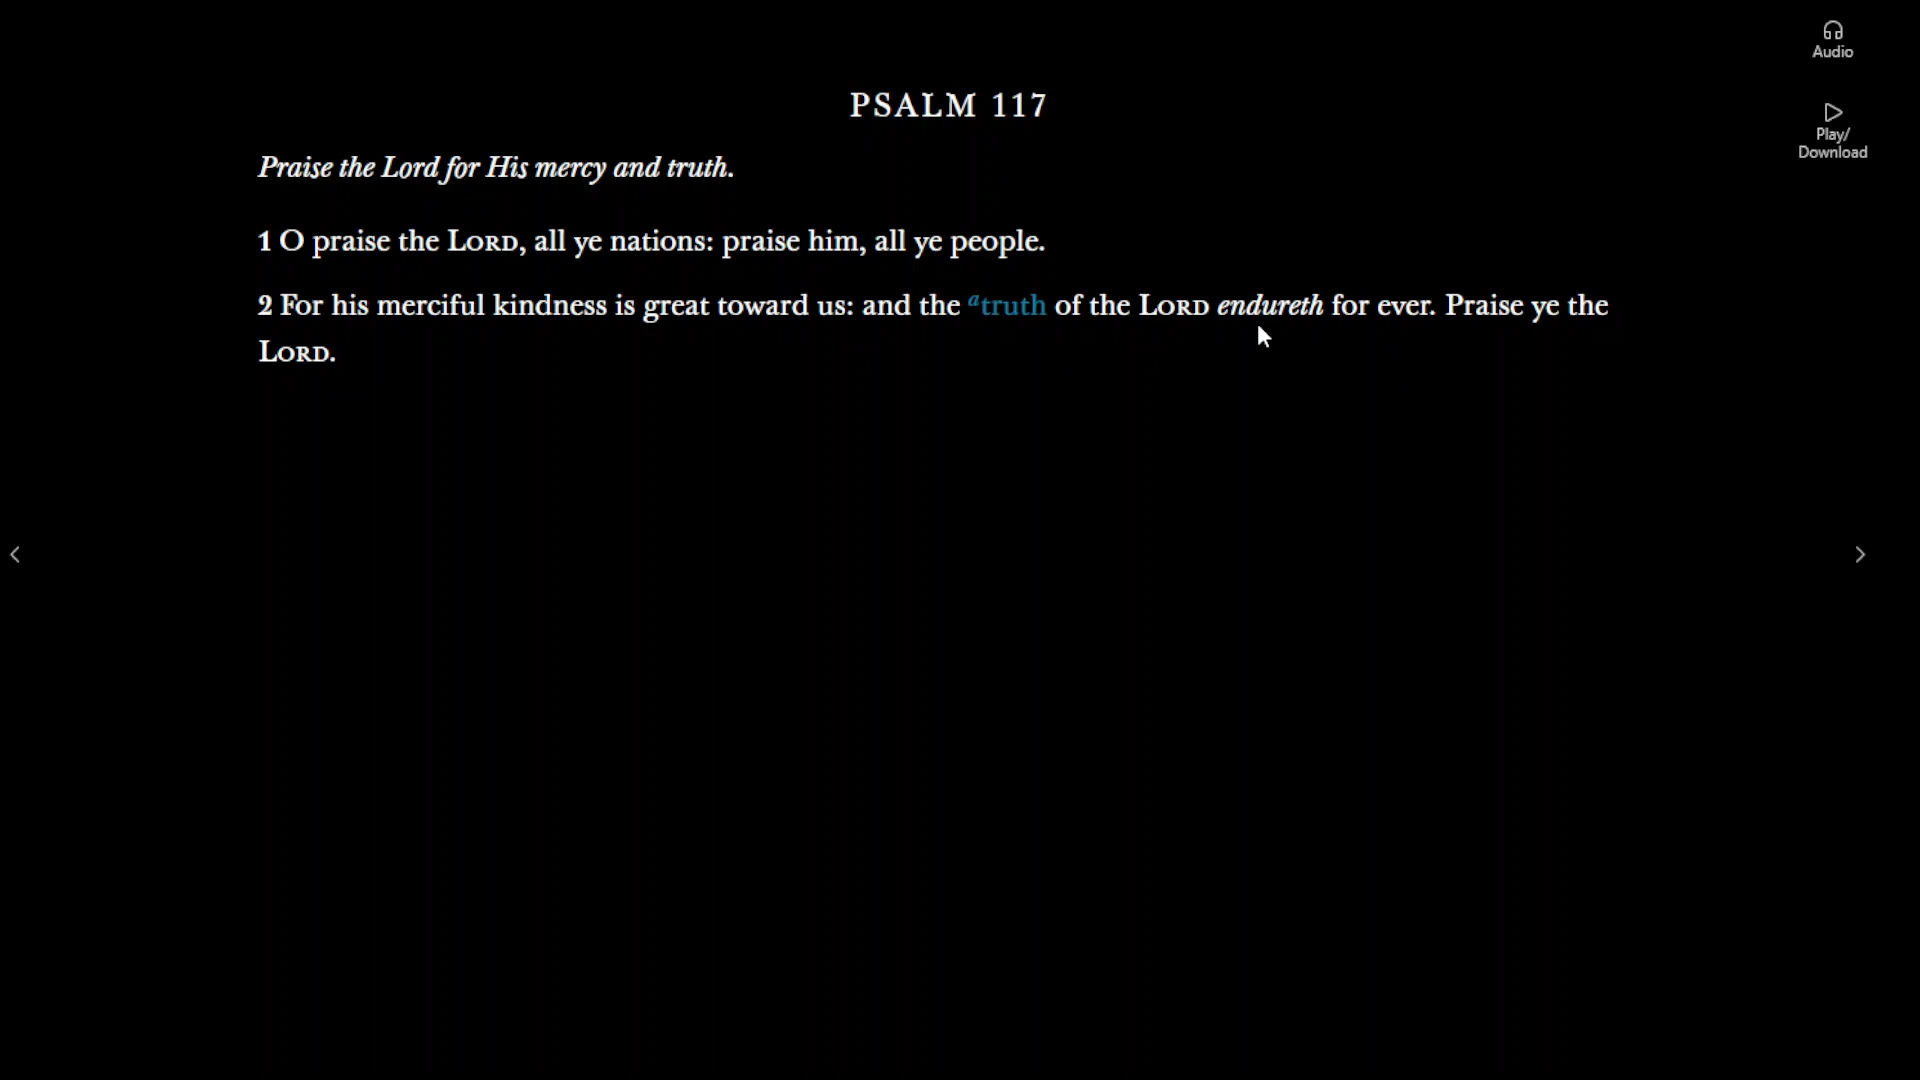 Audio
PSALM 117
Play/
Download
Praise the Lord for His mercy and truth.
1 O praise the LORD, all ye nations: praise him, all ye people.
2 For his merciful kindness is great toward us: and the a truth of the LORD endureth for ever. Praise ye the
LORD.